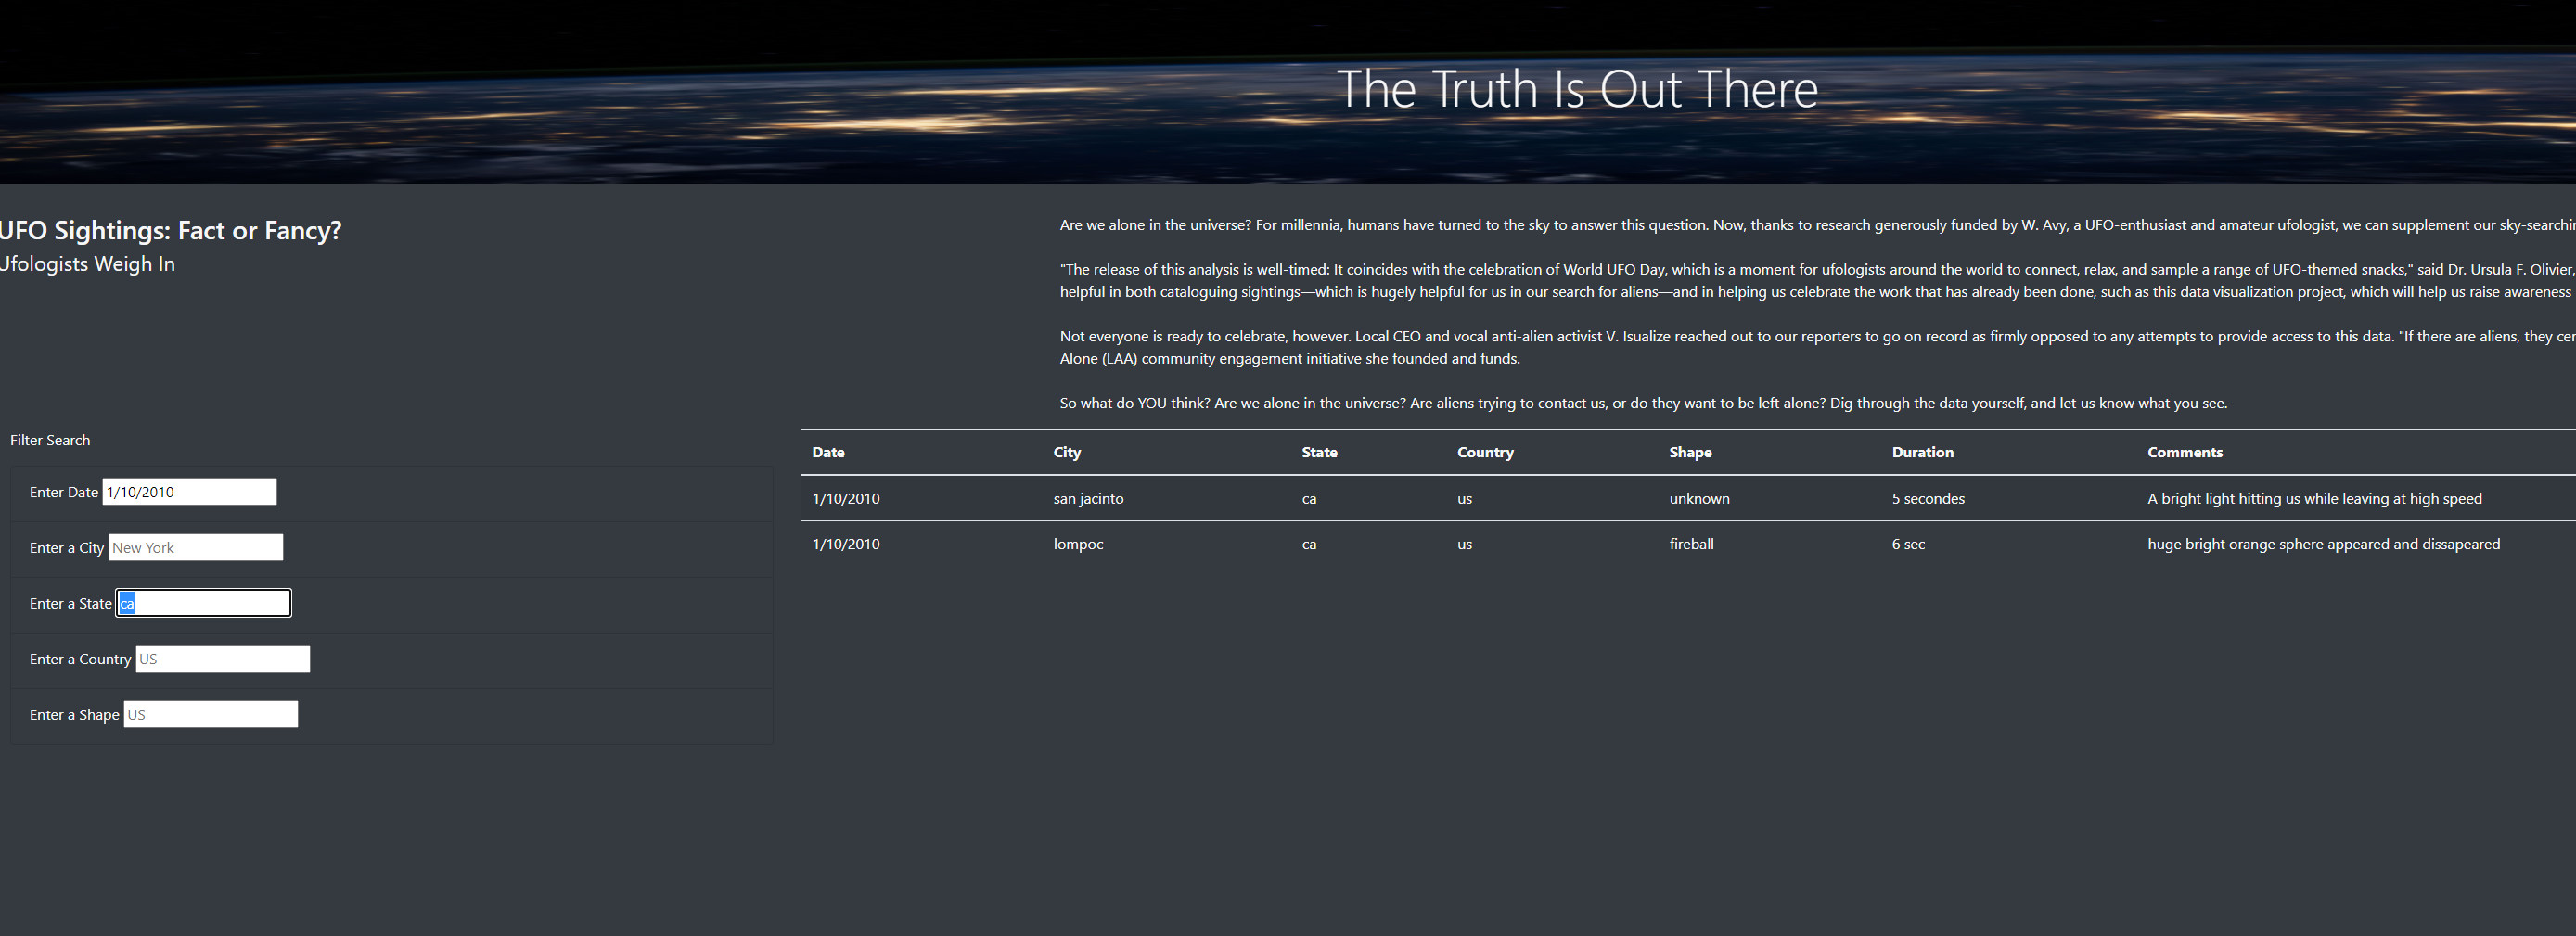 The Truth Is Out There
UFO Sightings: Fact or Fancy?
Ufologists Weigh In
Are we alone in the universe? For millennia, humans have turned to the sky to answer this question. Now, thanks to research generously funded by W. Avy, a UFO-enthusiast and amateur ufologist, we can supplement our
"The release of this analysis is well-timed: It coincides with the celebration of World UFO Day, which is a moment for ufologists around the world to connect, relax, and sample a range of UFO-themed snacks," said Dr. Ursula F. Olivier,
helpful in both cataloguing sightings—which is hugely helpful for us in our search for aliens—and in helping us celebrate the work that has already been done, such as this data visualization project, which will help us raise awareness
Not everyone is ready to celebrate, however. Local CEO and vocal anti-alien activist V. Isualize reached out to our reporters to go on record as firmly opposed to any attempts to provide access to this data. "If there are aliens, they
Alone (LAA) community engagement initiative she founded and funds.
So what do YOU think? Are we alone in the universe? Are aliens trying to contact us, or do they want to be left alone? Dig through the data yourself, and let us know what you see.
Filter Search
Enter Date 1/10/2010
Enter a City New York
Enter a State ca
Enter a Country US
Enter a Shape US
Date City State Country Shape Duration Comments
1/10/2010 san jacinto ca us unknown 5 secondes A bright light hitting us while leaving at high speed
1/10/2010 lompoc ca us fireball 6 sec huge bright orange sphere appeared and dissapeared